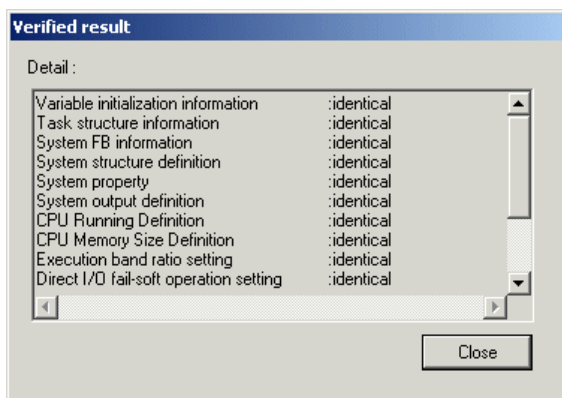 Verified result
Detail :
Variable initialization information :identical
Task structure information :identical
System FB information :identical
System structure definition :identical
System property :identical
System output definition :identical
CPU Running Definition :identical
CPU Memory Size Definition :identical
Execution band ratio setting :identical
Direct I/O fail-soft operation setting :identical
Close